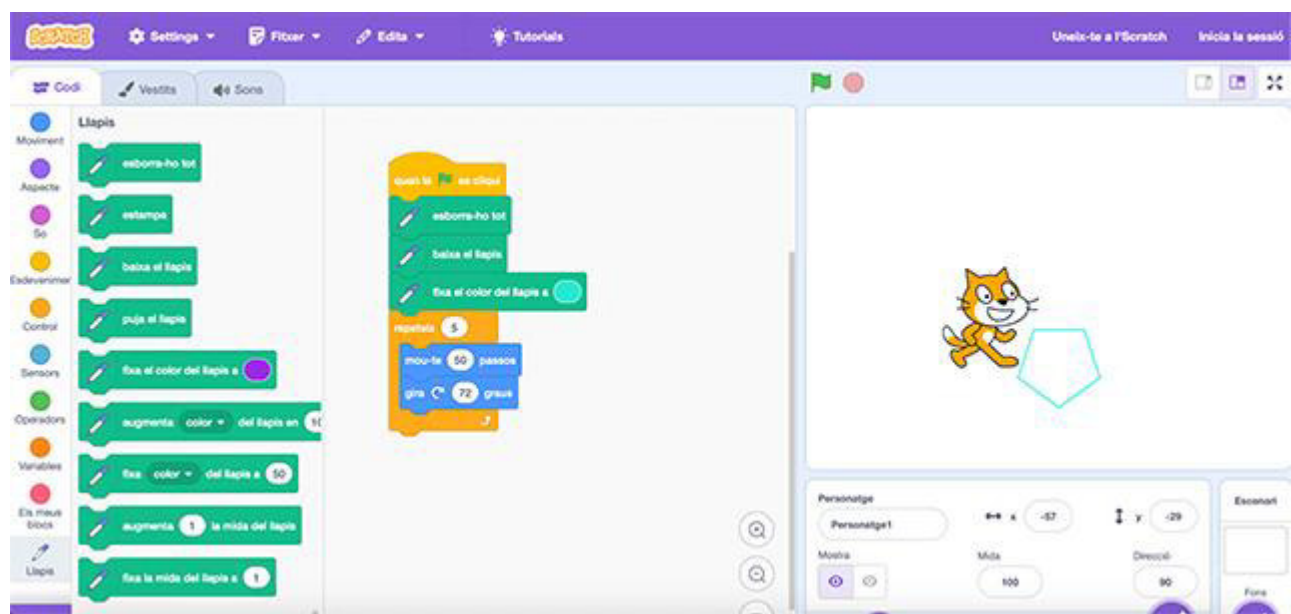 SCRATCH Settings Fitxer Edita Tutorials Uneix-te a l'Scratch Inicia la sessió
Codi Vestits Sons
Moviment
Aspecte
So
Esdevenimen
Control
Sensors
Operadors
Variables
Els meus
blocs
Llapis
Llapis
esborra-ho tot
estampa
baixa el llapis
puja el llapis
fixa el color del llapis a
augmenta color del llapis en 10
fixa color del llapis a 50
augmenta 1 la mida del llapis
fixa la mida del llapis a 1
quan la es cliqui
esborra-ho tot
baixa el llapis
fixa el color del llapis a
repeteix 5
mou-te 50 passos
gira 72 graus
Personatge
Personatge1
x -57
y -29
Mostra
Mida
100
Direcció
90
Escenari
Fons